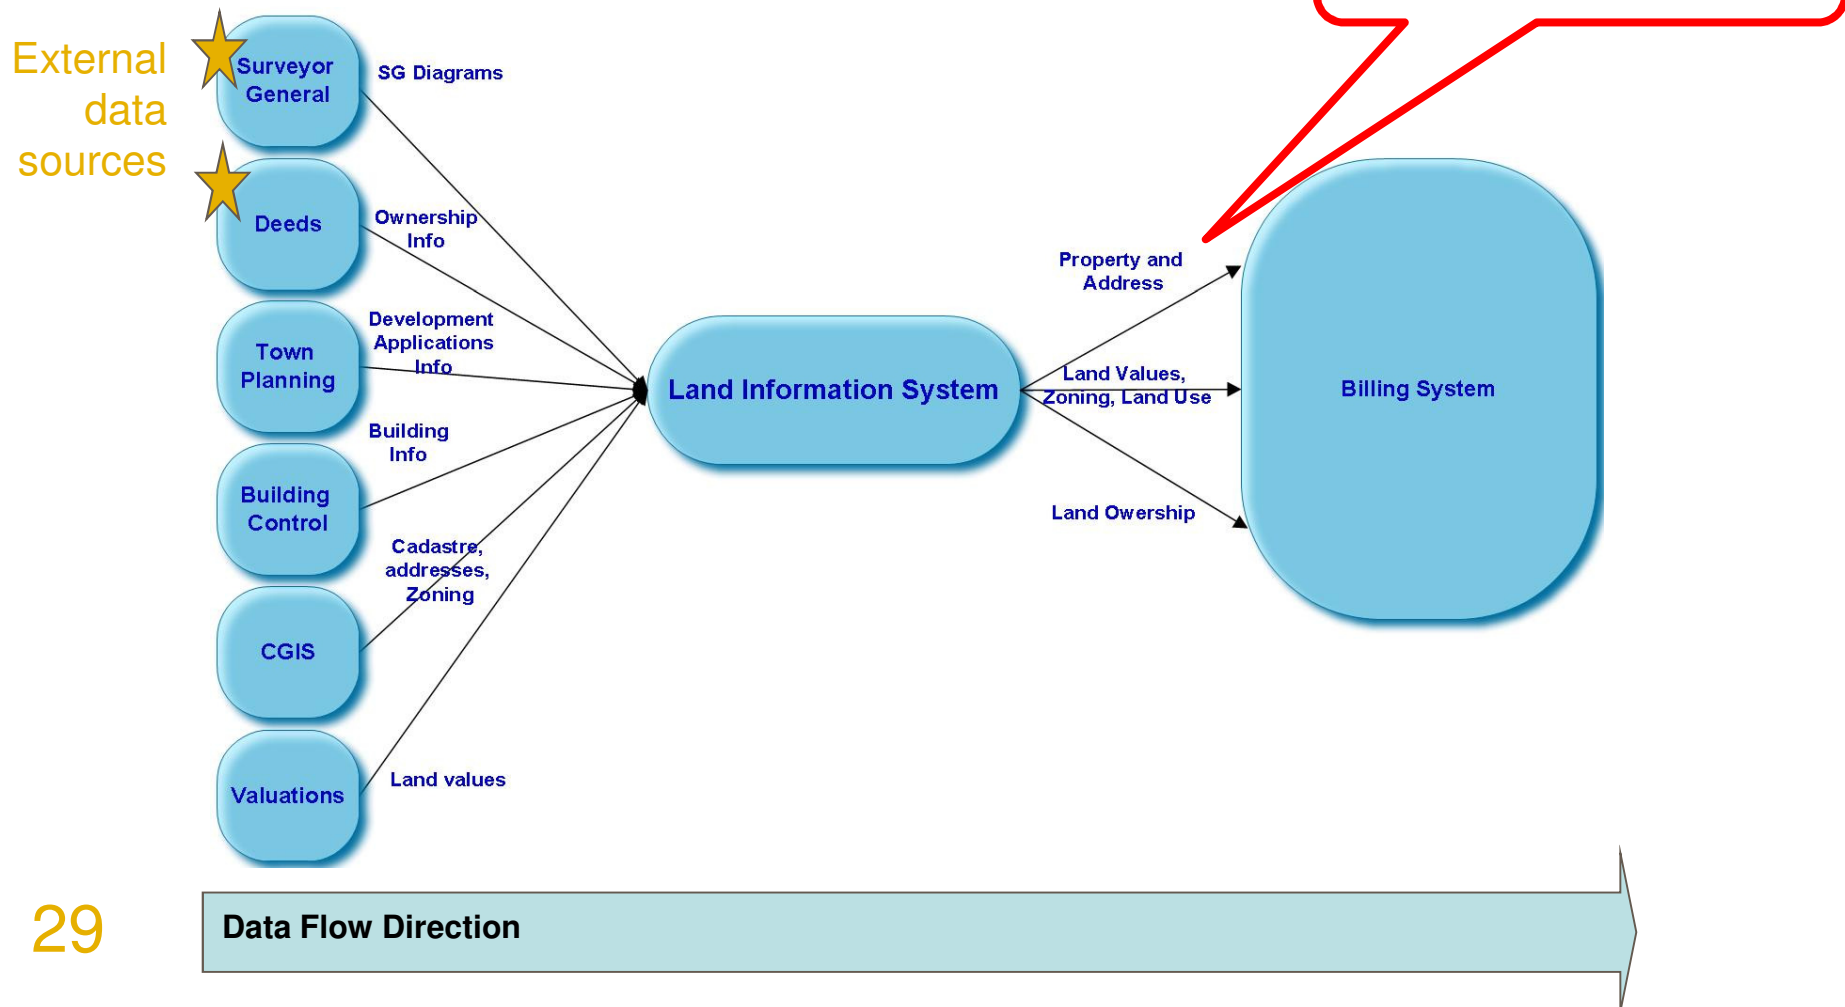 External
data
sources
Surveyor
General
SG Diagrams
Deeds
Ownership
Info
Town
Planning
Development
Applications
Info
Building
Control
Building
Info
CGIS
Cadastre,
addresses,
Zoning
Valuations
Land values
Land Information System
Property and
Address
Land Values,
Zoning, Land Use
Land Owership
Billing System
29
Data Flow Direction